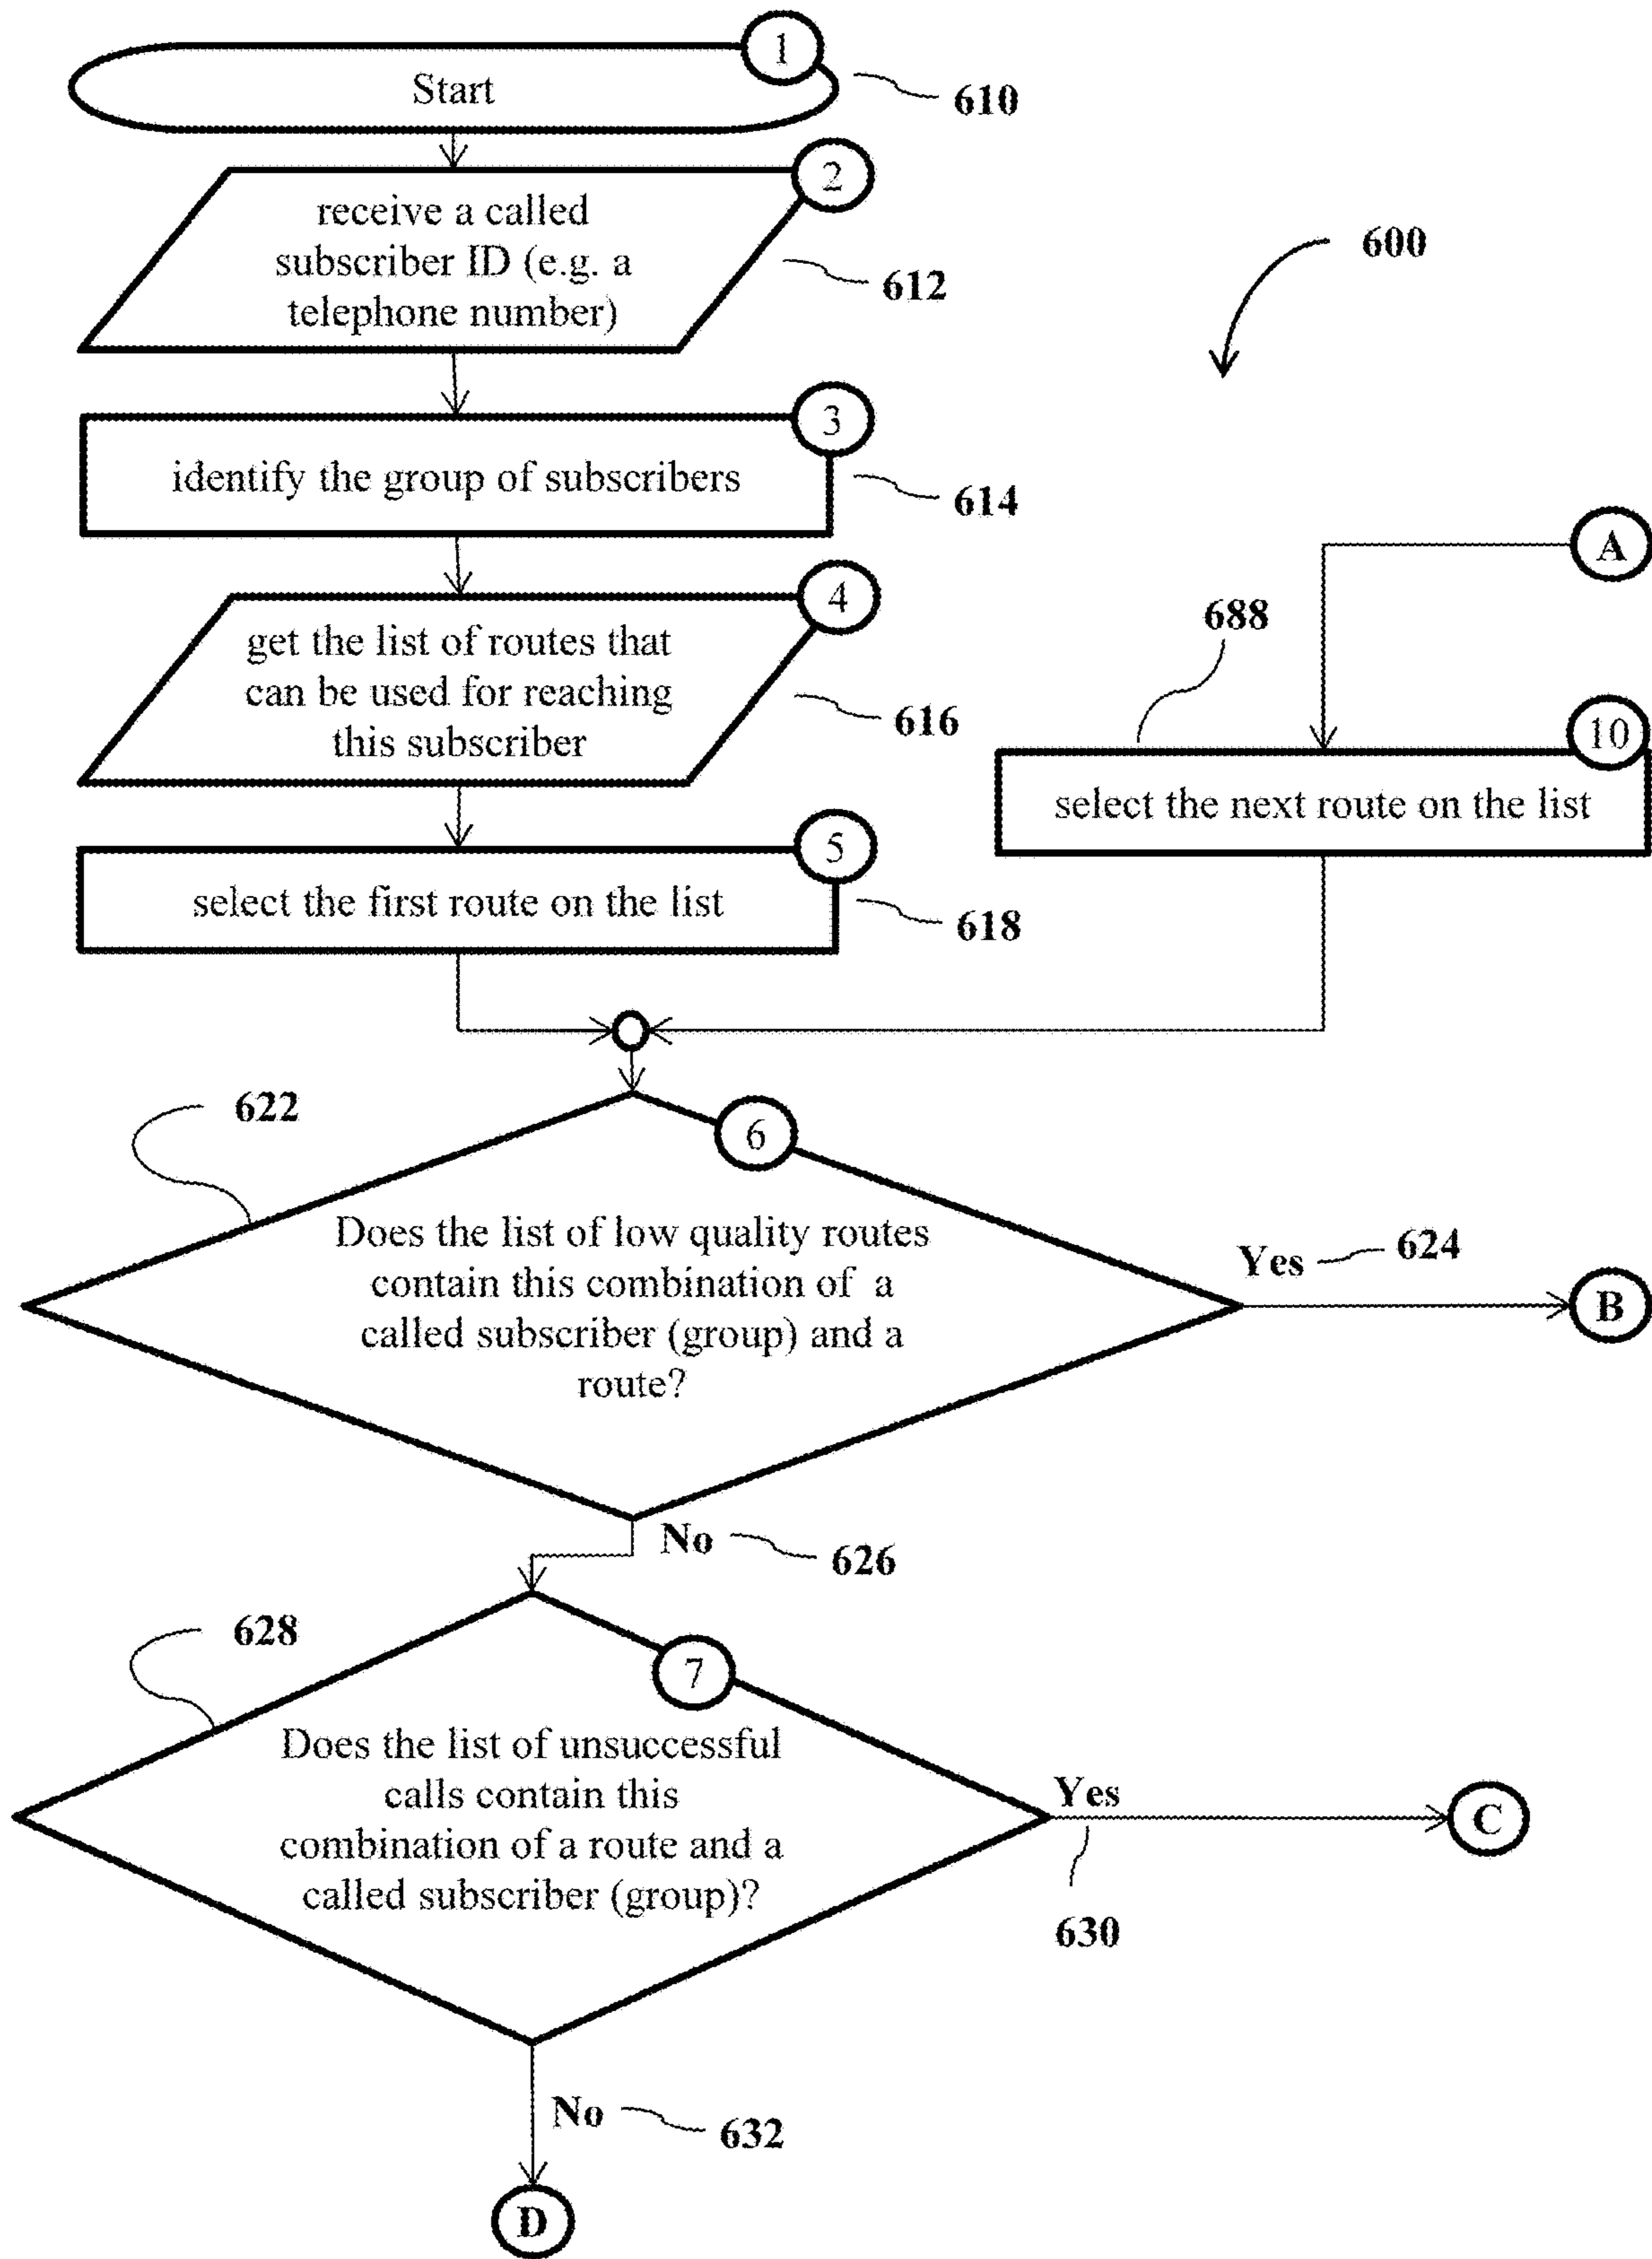 1
Start
610
2
receive a called
subscriber ID (e.g. a
telephone number)
612
600
3
identify the group of subscribers
614
A
4
get the list of routes that
can be used for reaching
this subscriber
616
688
10
select the next route on the list
5
select the first route on the list
618
622
6
Does the list of low quality routes
contain this combination of a
called subscriber (group) and a
route?
Yes
624
B
No
626
628
7
Does the list of unsuccessful
calls contain this
combination of a route and a
called subscriber (group)?
Yes
630
C
No
632
D